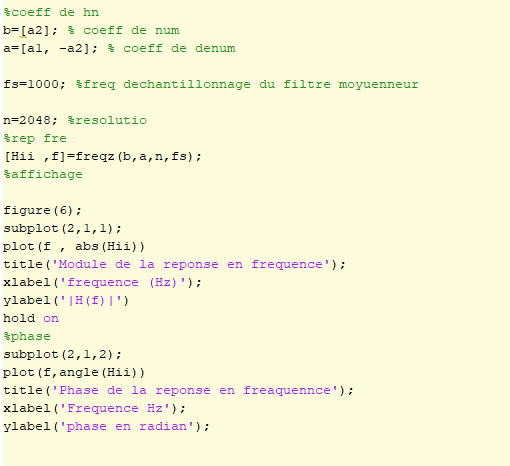 %coeff de hn
b=[a2]; % coeff de num
a=[a1, -a2]; % coeff de denum
fs=1000; %freq dechantillonnage du filtre moyuenneur
n=2048; %resolutio
%rep fre
[Hii ,f]=freqz(b,a,n,fs);
%affichage
figure(6);
subplot(2,1,1);
plot(f , abs(Hii))
title('Module de la reponse en frequence');
xlabel('frequence (Hz)');
ylabel('|H(f)|')
hold on
%phase
subplot(2,1,2);
plot(f,angle(Hii))
title('Phase de la reponse en freaquennce');
xlabel('Frequence Hz');
ylabel('phase en radian');